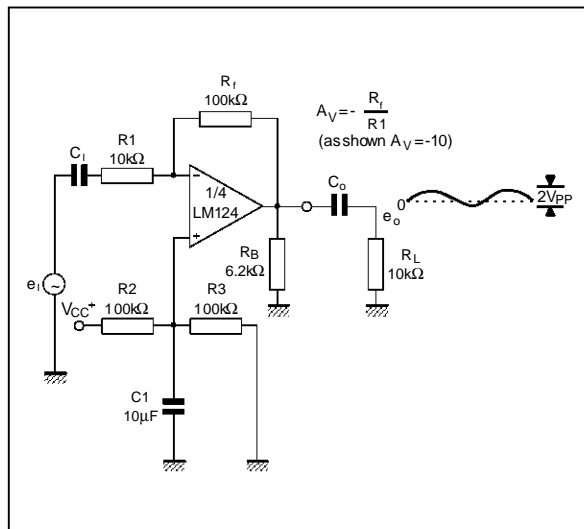 Rf
100kΩ
AV = - Rf
R1
(as shown AV = -10)
CI
R1
10kΩ
1/4
LM124
Co
0
2VPP
eo
RB
6.2kΩ
RL
10kΩ
eI
~
VCC+
R2
100kΩ
R3
100kΩ
C1
10µF